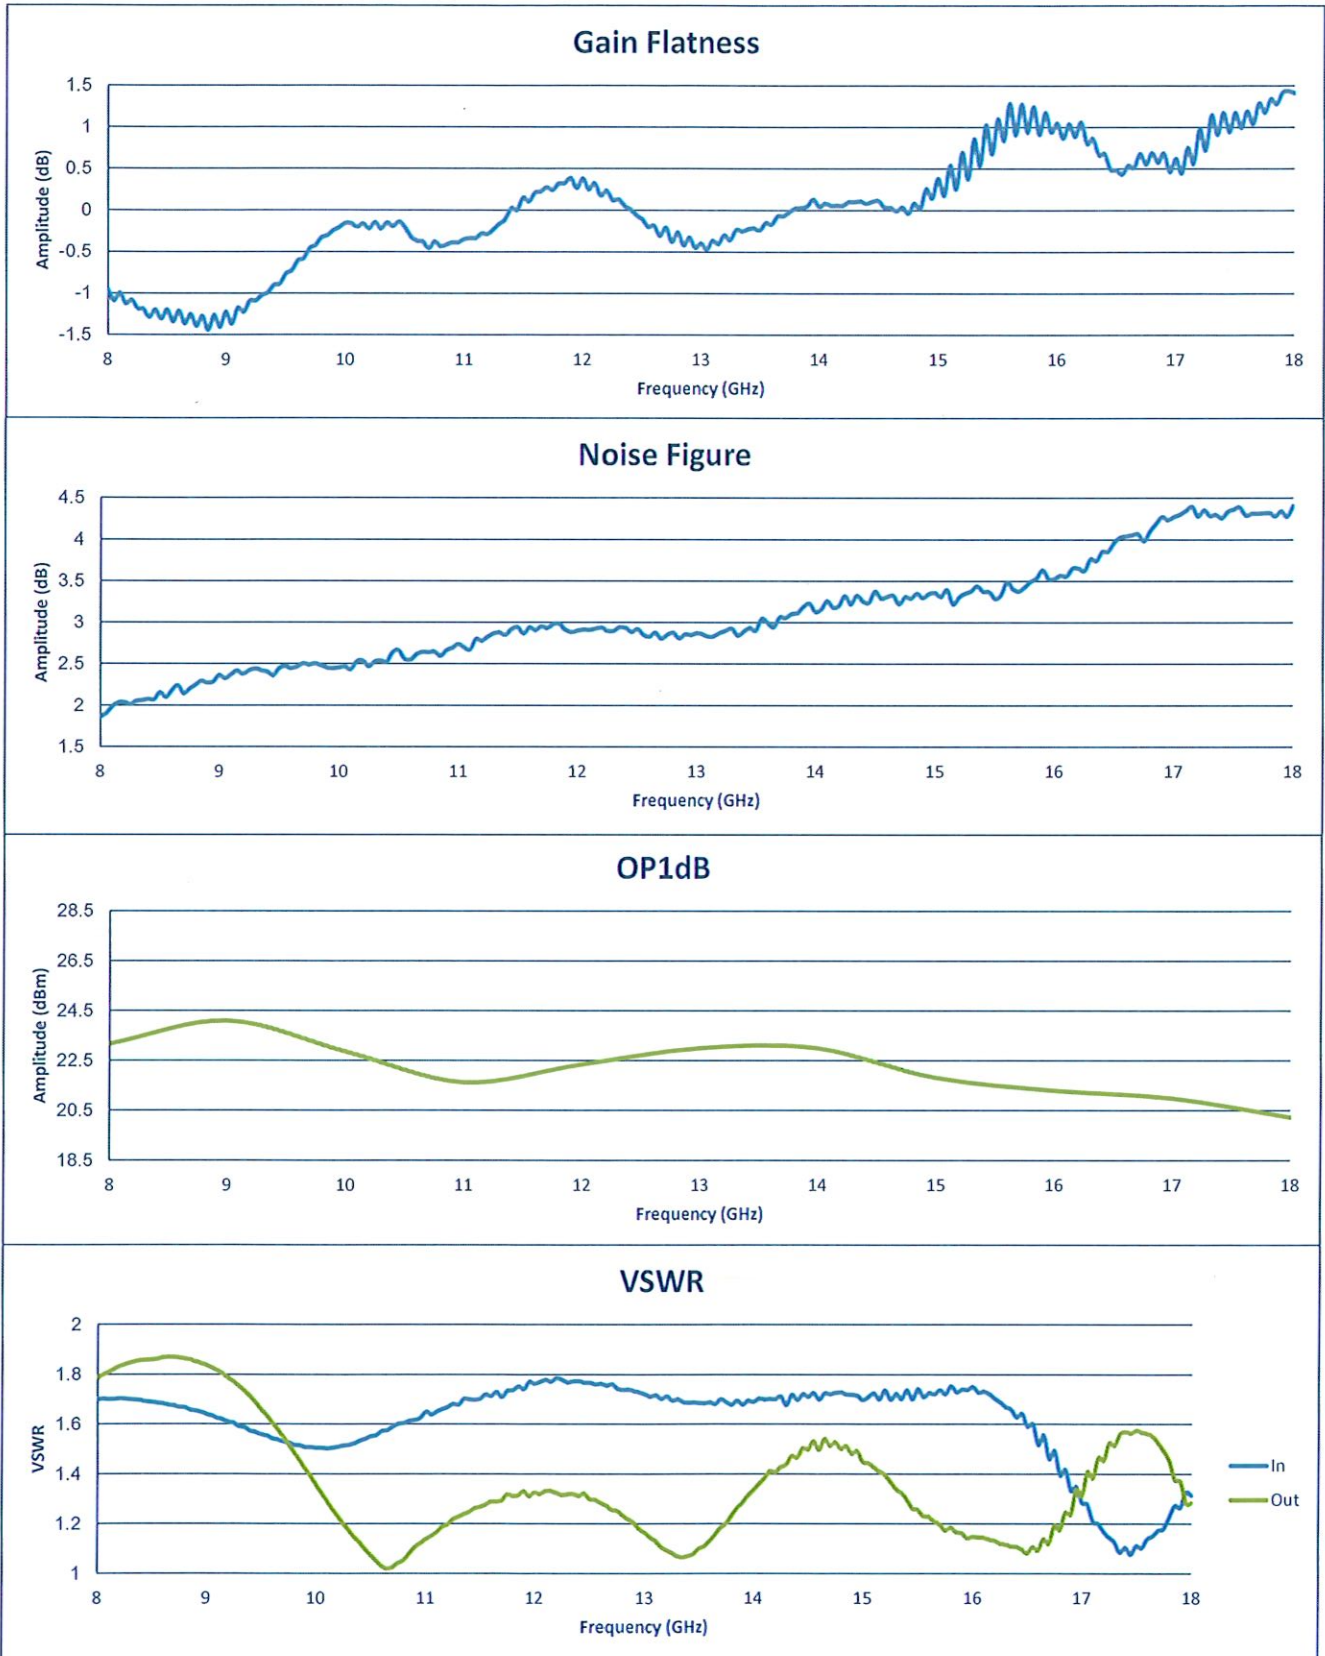 Gain Flatness
1.5
1
0.5
0
-0.5
-1
-1.5
Amplitude (dB)
8 9 10 11 12 13 14 15 16 17 18
Frequency (GHz)
Noise Figure
4.5
4
3.5
3
2.5
2
1.5
Amplitude (dB)
8 9 10 11 12 13 14 15 16 17 18
Frequency (GHz)
OP1dB
28.5
26.5
24.5
22.5
20.5
18.5
Amplitude (dBm)
8 9 10 11 12 13 14 15 16 17 18
Frequency (GHz)
VSWR
2
1.8
1.6
1.4
1.2
1
VSWR
In
Out
8 9 10 11 12 13 14 15 16 17 18
Frequency (GHz)